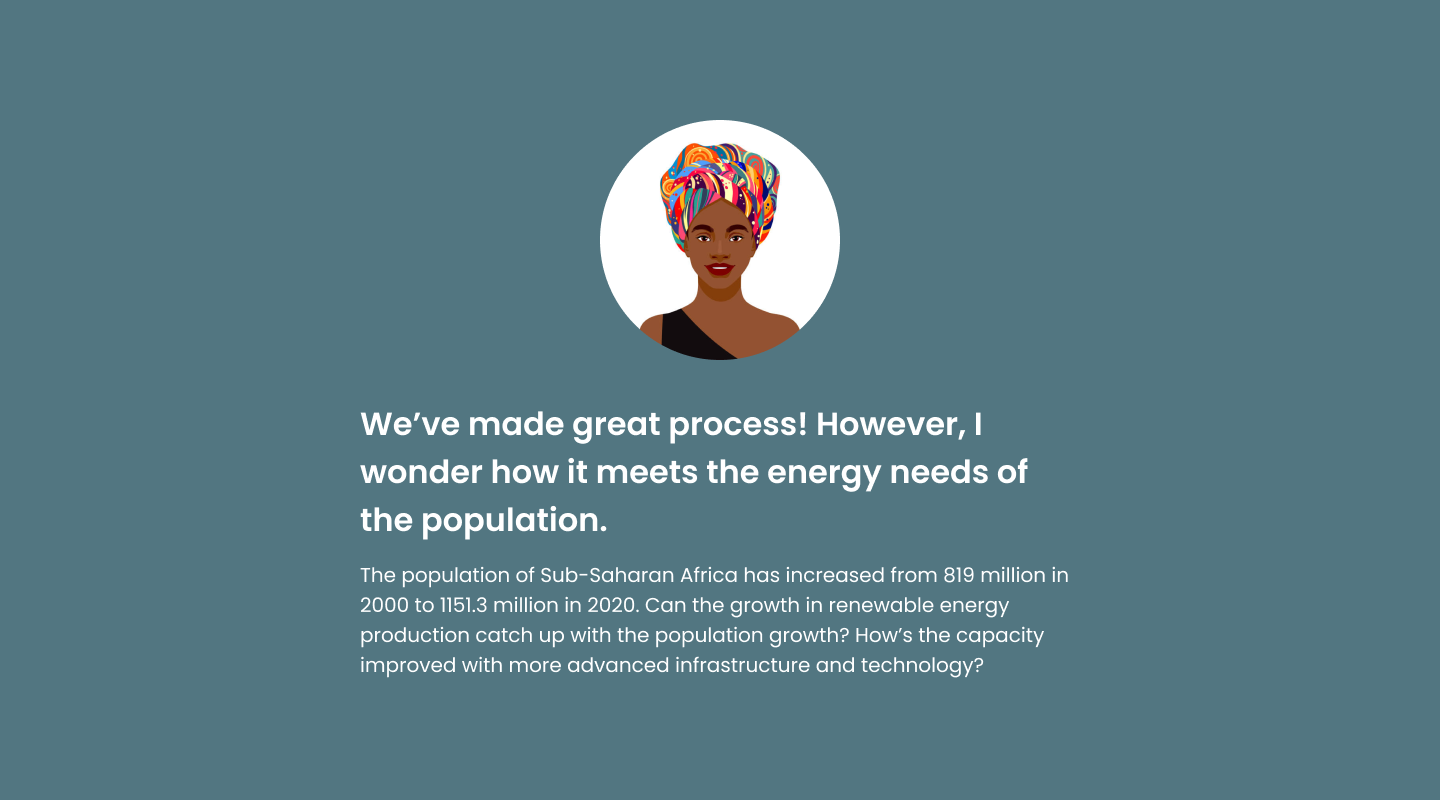 We’ve made great process! However, I
wonder how it meets the energy needs of
the population.
The population of Sub-Saharan Africa has increased from 819 million in
2000 to 1151.3 million in 2020. Can the growth in renewable energy
production catch up with the population growth? How’s the capacity
improved with more advanced infrastructure and technology?